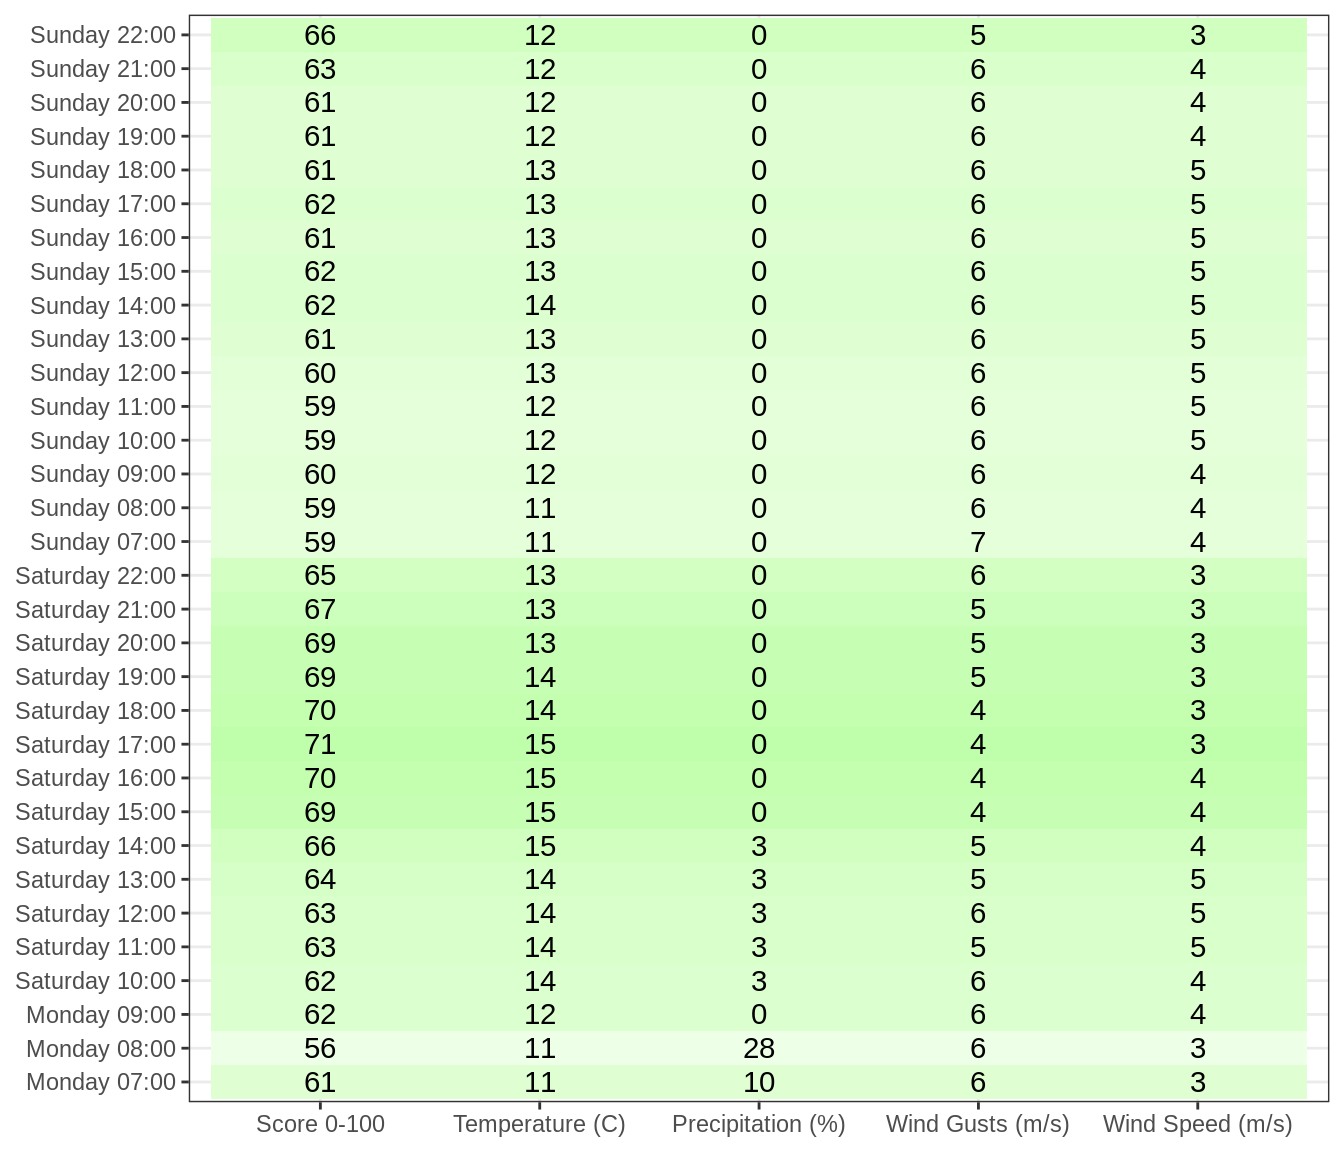 Sunday 22:00 66 12 0 5 3
Sunday 21:00 63 12 0 6 4
Sunday 20:00 61 12 0 6 4
Sunday 19:00 61 12 0 6 4
Sunday 18:00 61 13 0 6 5
Sunday 17:00 62 13 0 6 5
Sunday 16:00 61 13 0 6 5
Sunday 15:00 62 13 0 6 5
Sunday 14:00 62 14 0 6 5
Sunday 13:00 61 13 0 6 5
Sunday 12:00 60 13 0 6 5
Sunday 11:00 59 12 0 6 5
Sunday 10:00 59 12 0 6 5
Sunday 09:00 60 12 0 6 4
Sunday 08:00 59 11 0 6 4
Sunday 07:00 59 11 0 7 4
Saturday 22:00 65 13 0 6 3
Saturday 21:00 67 13 0 5 3
Saturday 20:00 69 13 0 5 3
Saturday 19:00 69 14 0 5 3
Saturday 18:00 70 14 0 4 3
Saturday 17:00 71 15 0 4 3
Saturday 16:00 70 15 0 4 4
Saturday 15:00 69 15 0 4 4
Saturday 14:00 66 15 3 5 4
Saturday 13:00 64 14 3 5 5
Saturday 12:00 63 14 3 6 5
Saturday 11:00 63 14 3 5 5
Saturday 10:00 62 14 3 6 4
Monday 09:00 62 12 0 6 4
Monday 08:00 56 11 28 6 3
Monday 07:00 61 11 10 6 3
Score 0-100 Temperature (C) Precipitation (%) Wind Gusts (m/s) Wind Speed (m/s)